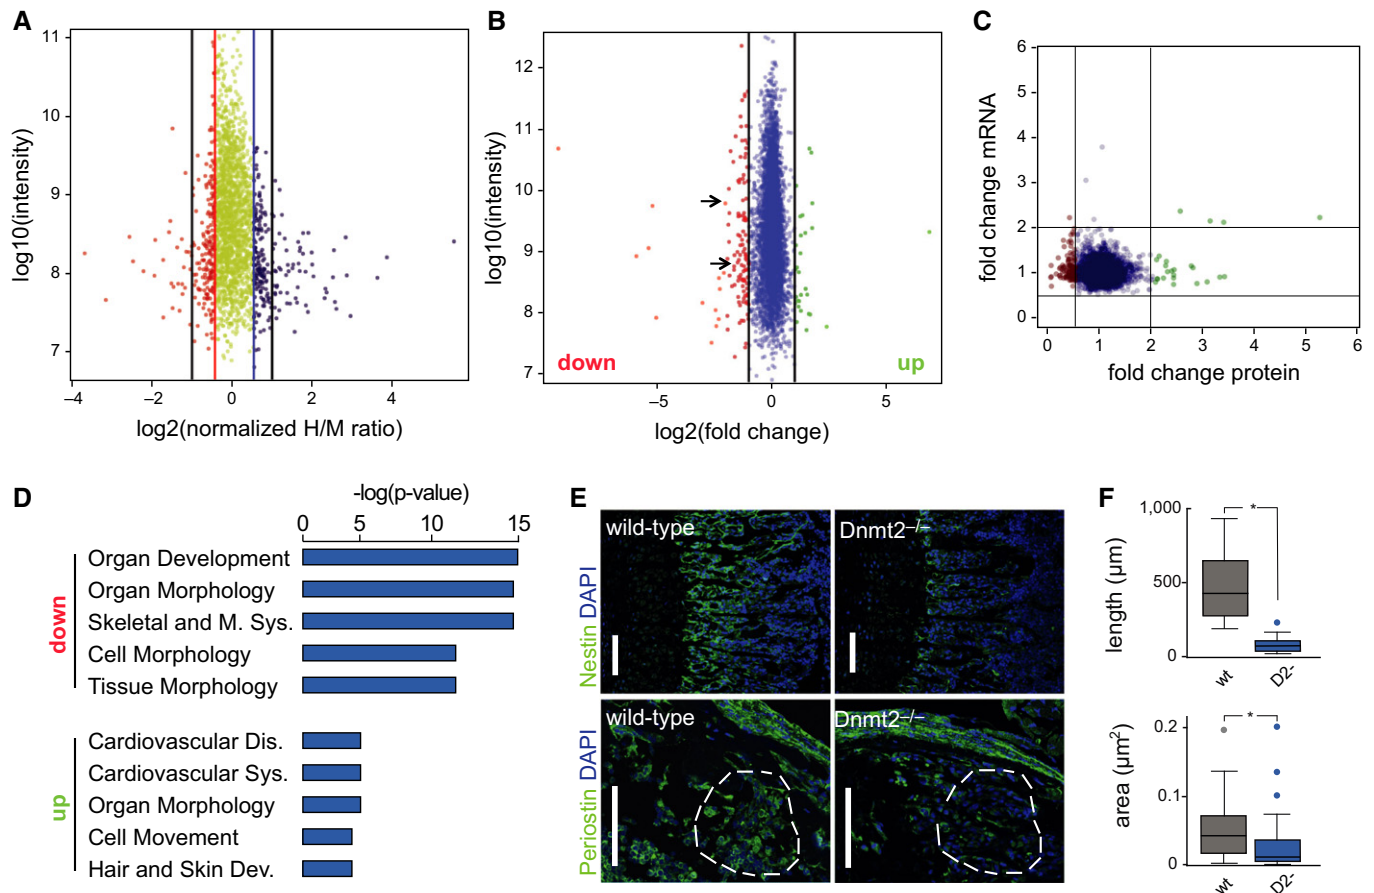 A
log10(intensity)
11
10
9
8
7
−4
−2
0
2
4
log2(normalized H/M ratio)
B
log10(intensity)
12
11
10
9
8
7
down
up
−5
0
5
log2(fold change)
C
fold change mRNA
6
5
4
3
2
1
0
0
1
2
3
4
5
6
fold change protein
D
-log(p-value)
0
5
10
15
down
Organ Development
Organ Morphology
Skeletal and M. Sys.
Cell Morphology
Tissue Morphology
up
Cardiovascular Dis.
Cardiovascular Sys.
Organ Morphology
Cell Movement
Hair and Skin Dev.
E
Nestin DAPI
wild-type
Dnmt2−/−
Periostin DAPI
wild-type
Dnmt2−/−
F
length (µm)
1,000
500
0
*
wt
D2-
area (µm2)
0.2
0.1
0
*
wt
D2-